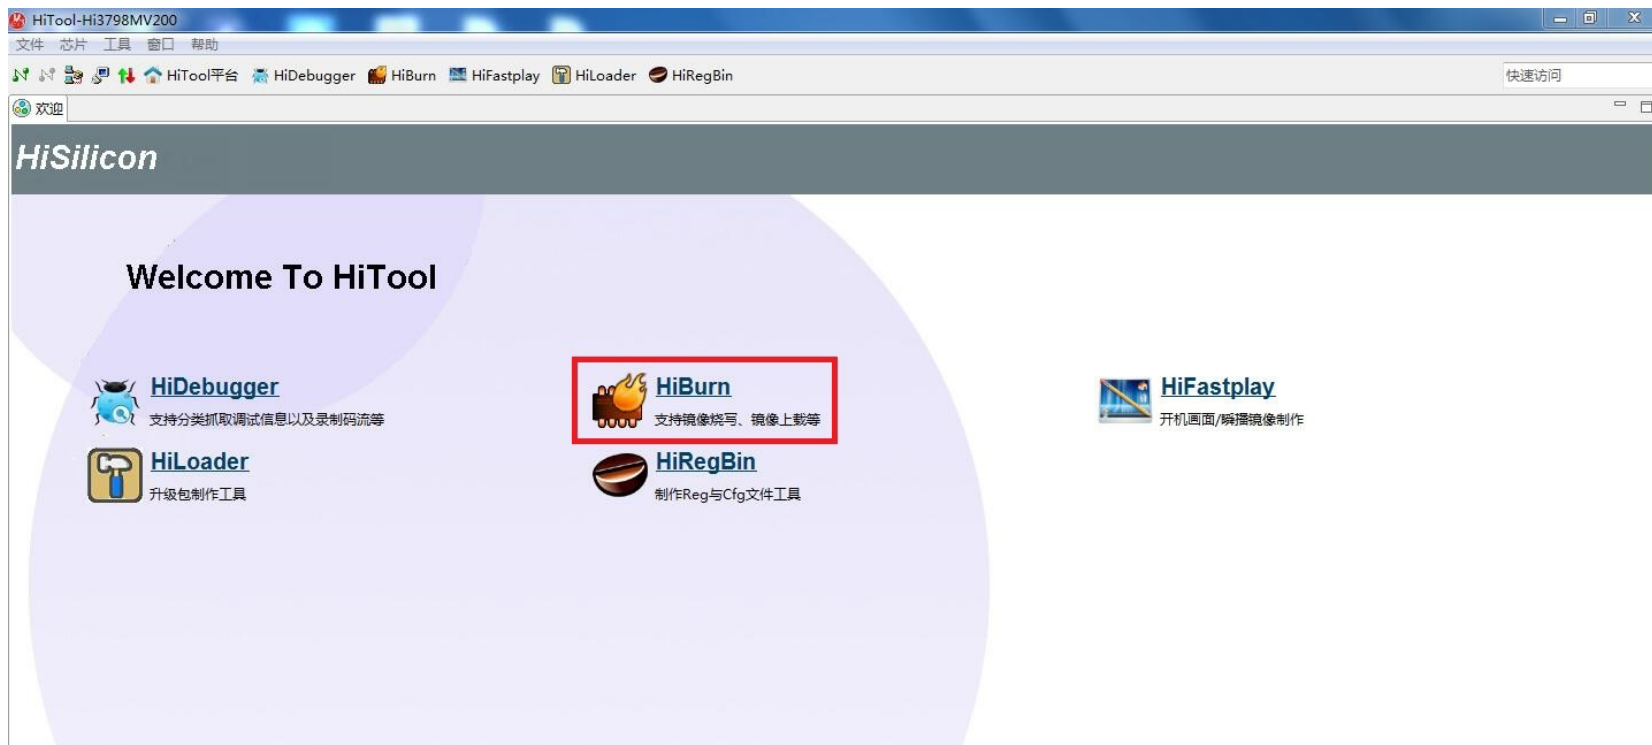 HiTool-Hi3798MV200
文件 芯片 工具 窗口 帮助
HiTool平台 HiDebugger HiBurn HiFastplay HiLoader HiRegBin 快速访问
欢迎
HiSilicon
Welcome To HiTool
HiDebugger HiBurn HiFastplay
支持分类抓取调试信息以及录制码流等 支持镜像烧写、镜像上载等 开机画面/瞬播镜像制作
HiLoader HiRegBin
升级包制作工具 制作Reg与Cfg文件工具